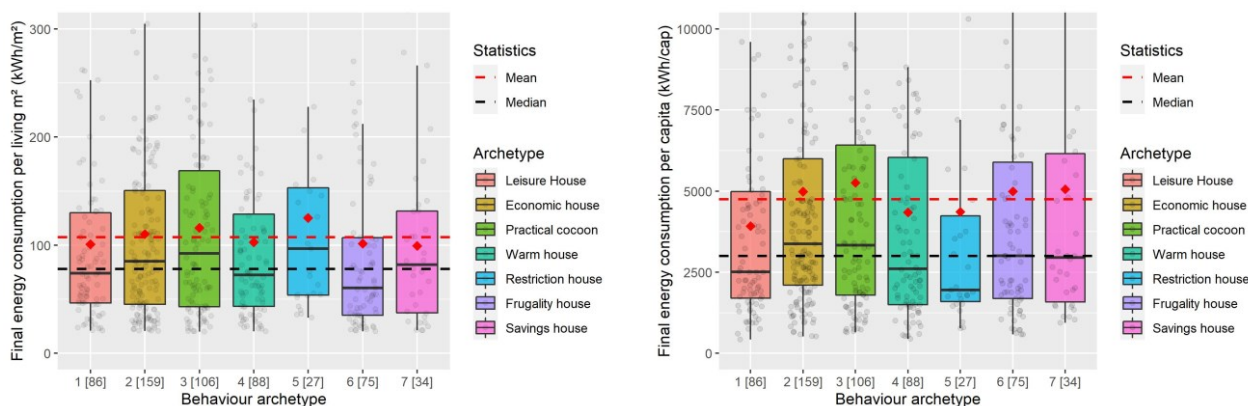 Final energy consumption per living m² (kWh/m²)
300
200
100
0
1 [86] 2 [159] 3 [106] 4 [88] 5 [27] 6 [75] 7 [34]
Behaviour archetype
Statistics
Mean
Median
Archetype
Leisure House
Economic house
Practical cocoon
Warm house
Restriction house
Frugality house
Savings house
Final energy consumption per capita (kWh/cap)
10000
7500
5000
2500
0
1 [86] 2 [159] 3 [106] 4 [88] 5 [27] 6 [75] 7 [34]
Behaviour archetype
Statistics
Mean
Median
Archetype
Leisure House
Economic house
Practical cocoon
Warm house
Restriction house
Frugality house
Savings house